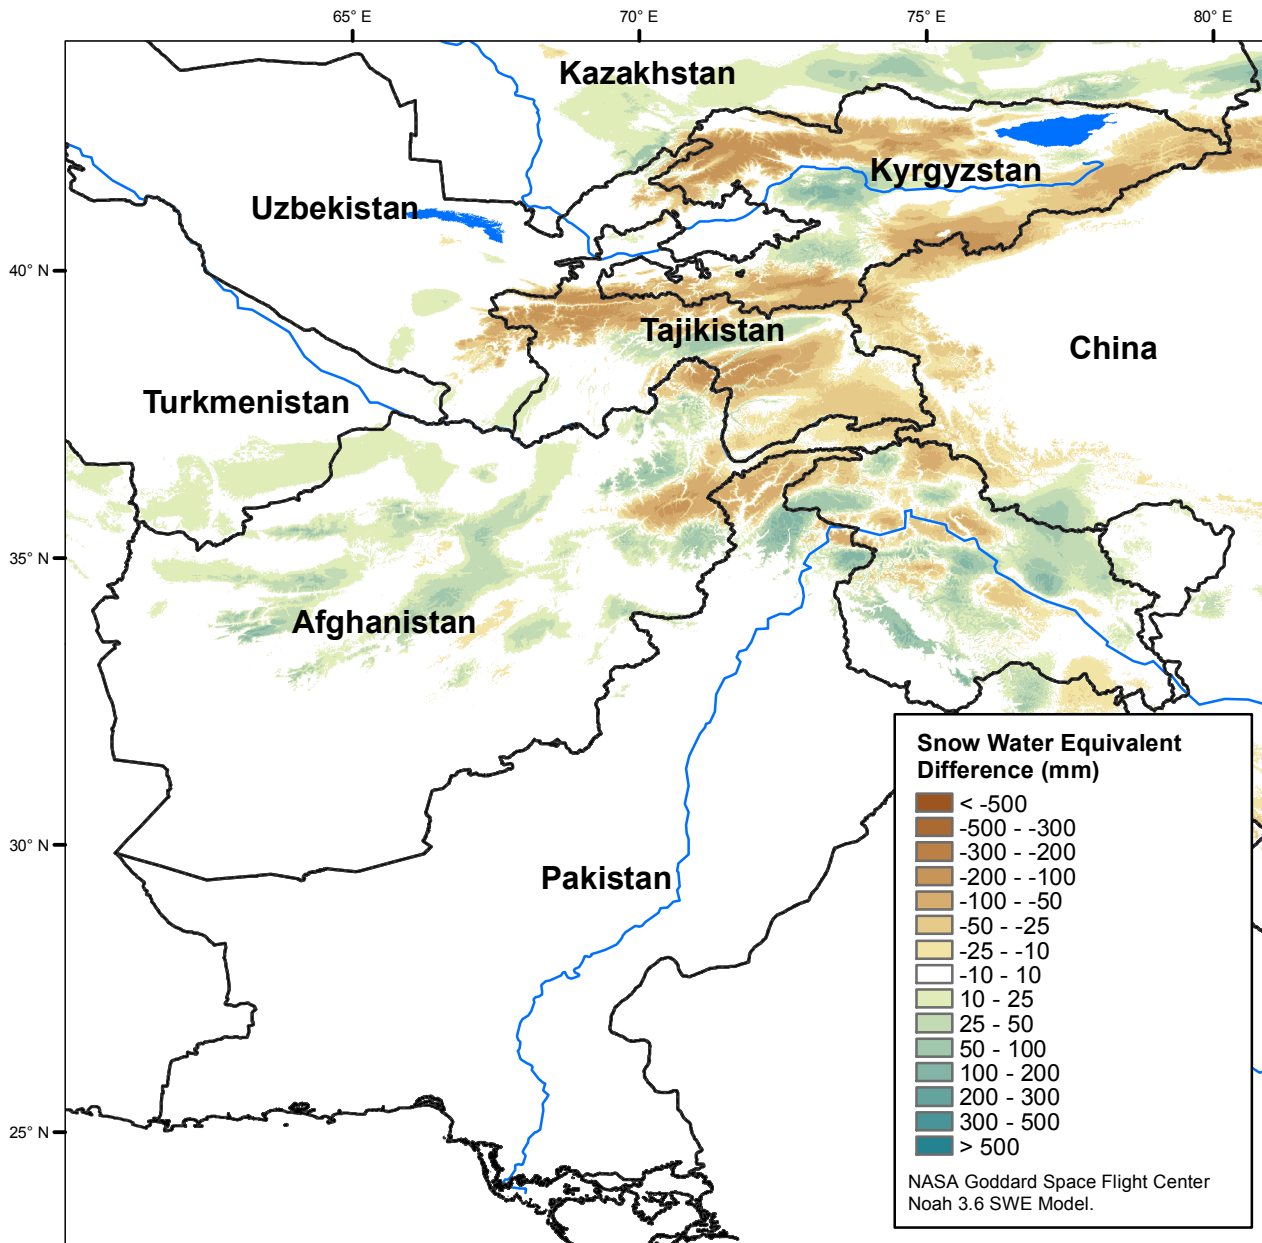 65° E
70° E
75° E
80° E
Kazakhstan
Kyrgyzstan
Uzbekistan
40° N
Tajikistan
China
Turkmenistan
35° N
Afghanistan
Snow Water Equivalent
Difference (mm)
< -500
-500 - -300
-300 - -200
-200 - -100
-100 - -50
-50 - -25
-25 - -10
-10 - 10
10 - 25
25 - 50
50 - 100
100 - 200
200 - 300
300 - 500
> 500
30° N
Pakistan
25° N
NASA Goddard Space Flight Center
Noah 3.6 SWE Model.